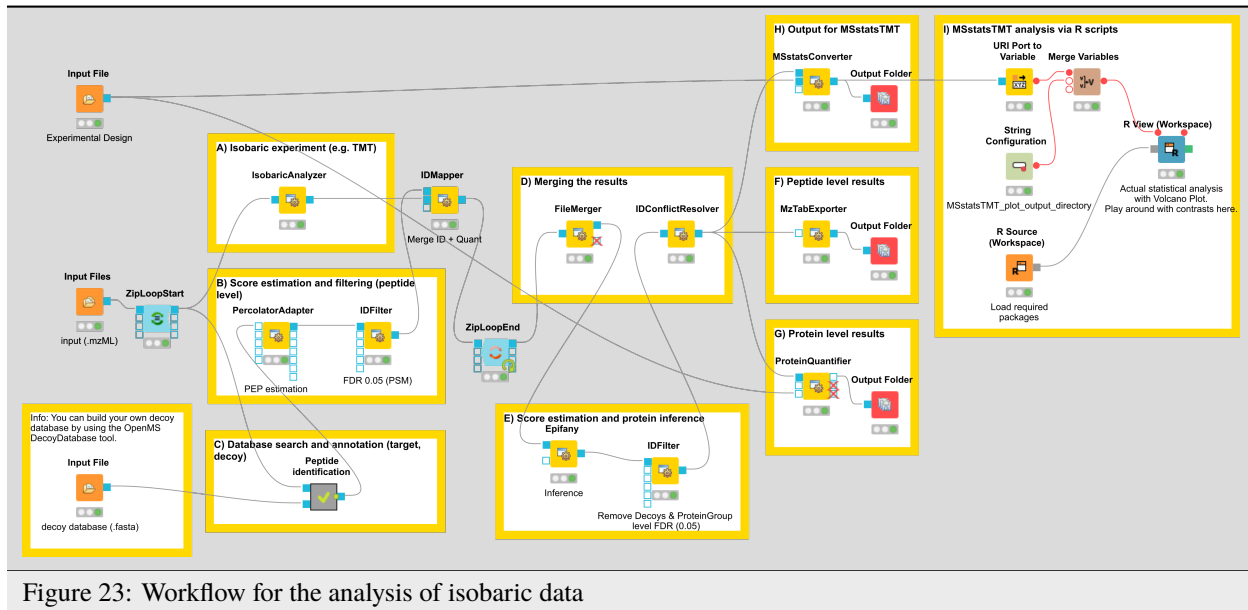 Input File
Experimental Design
A) Isobaric experiment (e.g. TMT)
IsobaricAnalyzer
IDMapper
Merge ID + Quant
Input Files
input (.mzML)
ZipLoopStart
B) Score estimation and filtering (peptide
level)
PercolatorAdapter
PEP estimation
IDFilter
FDR 0.05 (PSM)
Info: You can build your own decoy
database by using the OpenMS
DecoyDatabase tool.
Input File
decoy database (.fasta)
C) Database search and annotation (target,
decoy)
Peptide
identification
ZipLoopEnd
D) Merging the results
FileMerger
IDConflictResolver
E) Score estimation and protein inference
Epifany
Inference
IDFilter
Remove Decoys & ProteinGroup
level FDR (0.05)
H) Output for MSstatsTMT
MSstatsConverter
Output Folder
F) Peptide level results
MzTabExporter
Output Folder
G) Protein level results
ProteinQuantifier
Output Folder
I) MSstatsTMT analysis via R scripts
URI Port to
Variable
Merge Variables
String
Configuration
MSstatsTMT_plot_output_directory
R View (Workspace)
Actual statistical analysis
with Volcano Plot.
Play around with contrasts here.
R Source
(Workspace)
Load required
packages
Figure 23: Workflow for the analysis of isobaric data